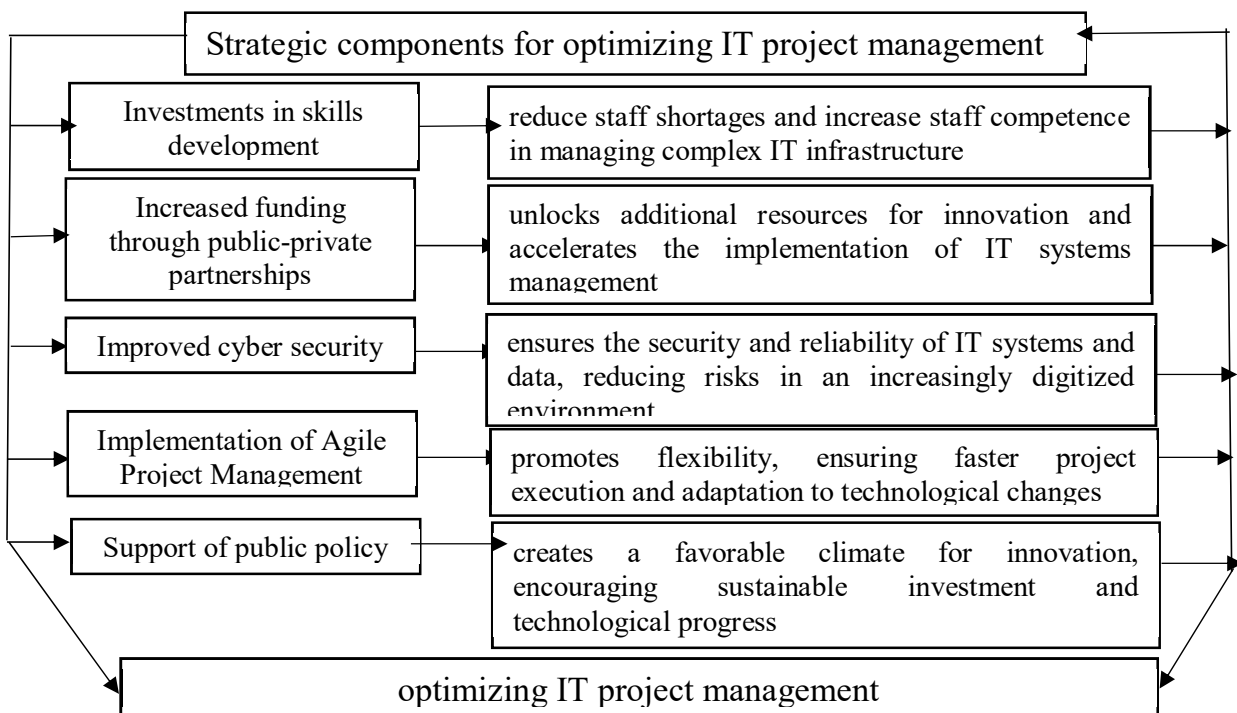 Strategic components for optimizing IT project management
Investments in skills
development
reduce staff shortages and increase staff competence
in managing complex IT infrastructure
Increased funding
through public-private
partnerships
unlocks additional resources for innovation and
accelerates the implementation of IT systems
management
Improved cyber security
ensures the security and reliability of IT systems and
data, reducing risks in an increasingly digitized
environment
Implementation of Agile
Project Management
promotes flexibility, ensuring faster project
execution and adaptation to technological changes
Support of public policy
creates a favorable climate for innovation,
encouraging sustainable investment and
technological progress
optimizing IT project management